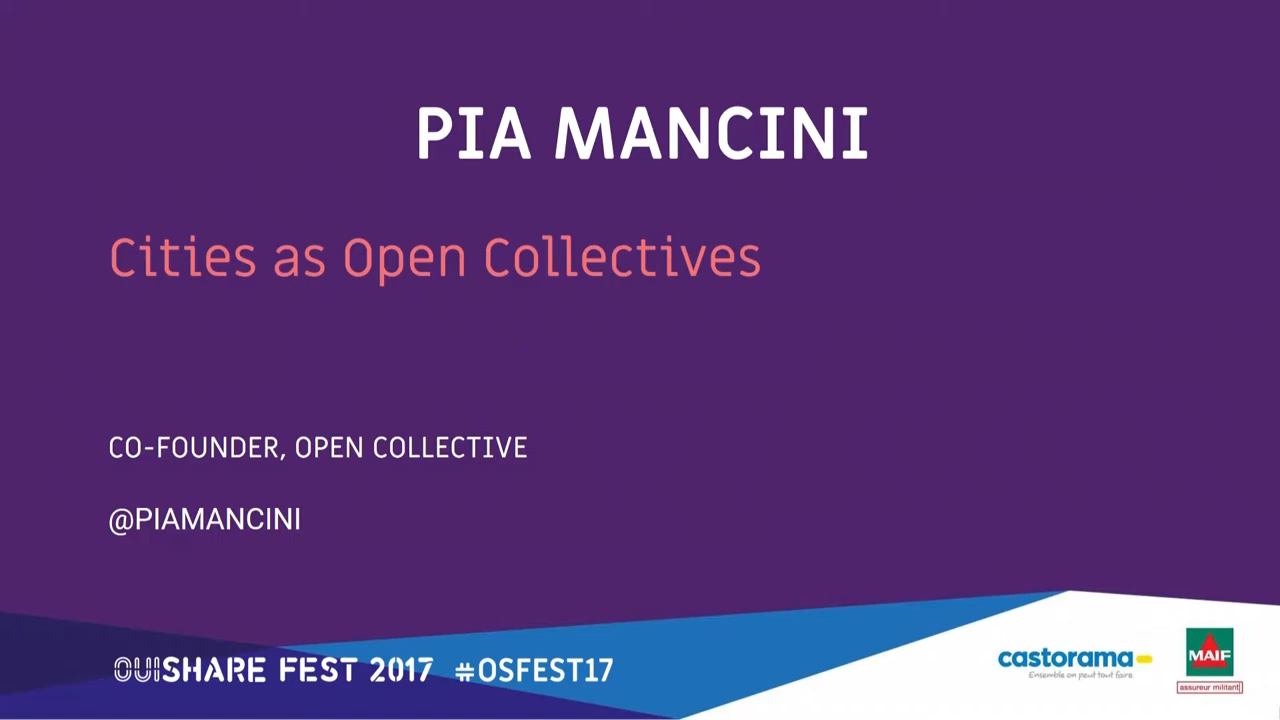 PIA MANCINI
Cities as Open Collectives
CO-FOUNDER, OPEN COLLECTIVE
@PIAMANCINI
OUISHARE FEST 2017 #OSFEST17
castorama
Ensemble on peut tout faire
MAIF
assureur militant